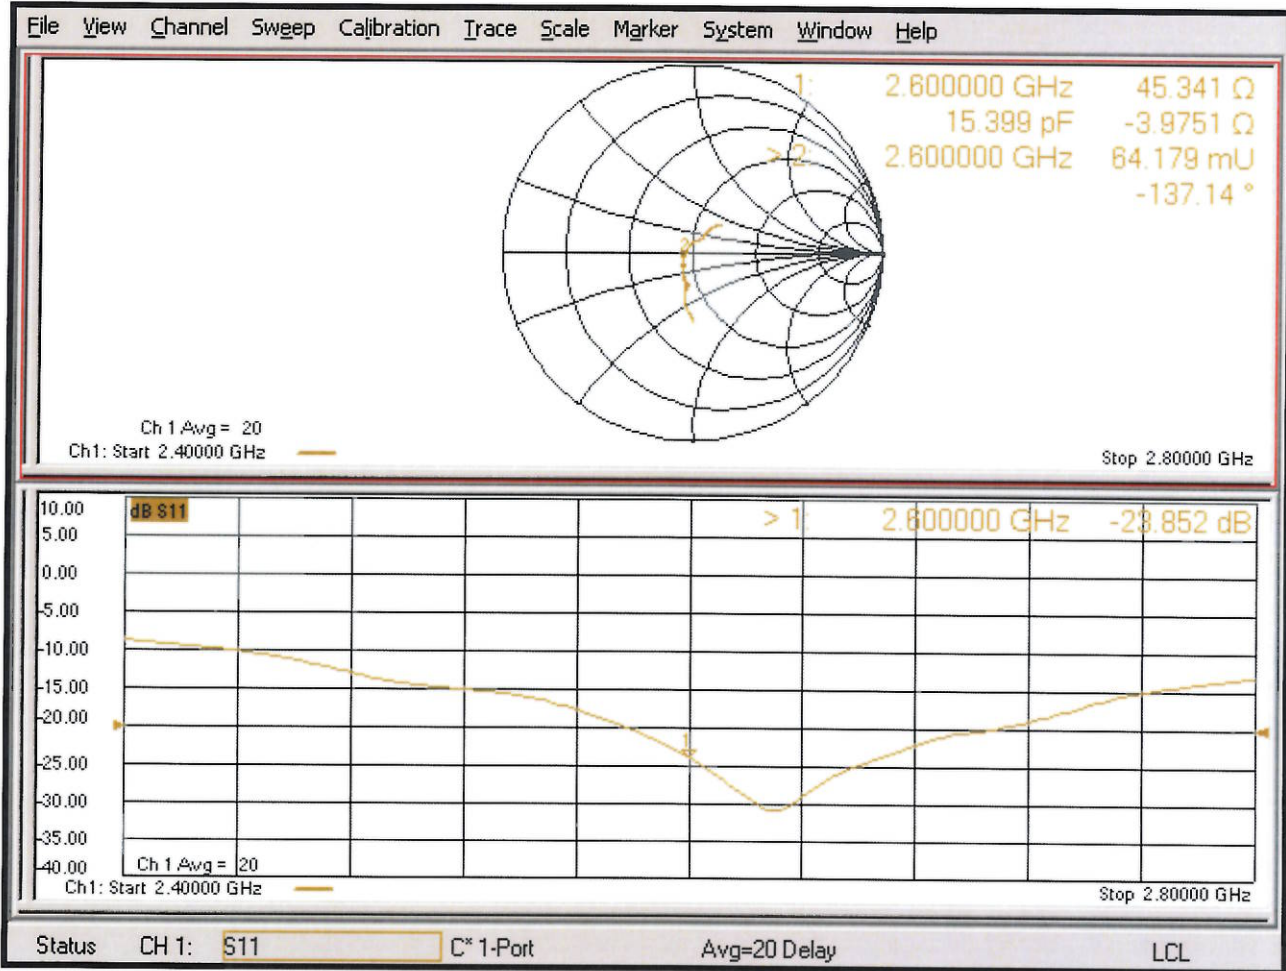 File View Channel Sweep Calibration Trace Scale Marker System Window Help
1: 2.600000 GHz 45.341 Ω
15.399 pF -3.9751 Ω
> 2: 2.600000 GHz 64.179 mU
-137.14 °
2
Ch 1 Avg = 20
Ch1: Start 2.40000 GHz
Stop 2.80000 GHz
10.00
dB S11
> 1: 2.600000 GHz -23.852 dB
5.00
0.00
-5.00
-10.00
-15.00
-20.00
1
-25.00
-30.00
-35.00
-40.00
Ch 1 Avg = 20
Ch1: Start 2.40000 GHz
Stop 2.80000 GHz
Status CH 1: S11 C* 1-Port Avg=20 Delay LCL